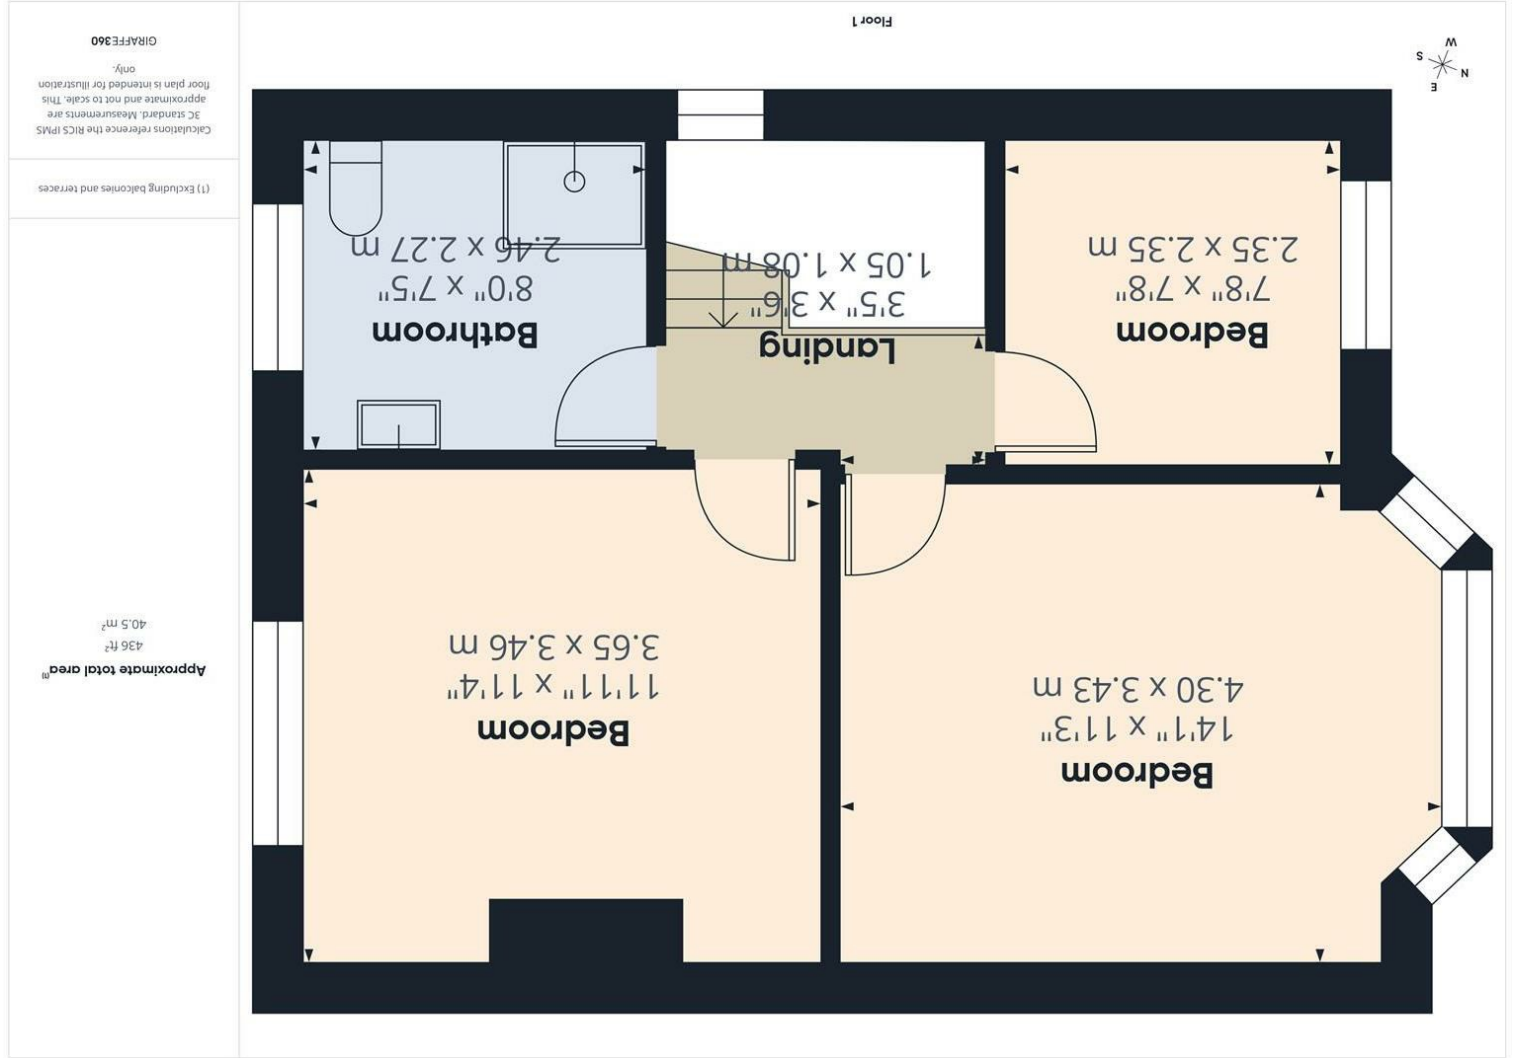 Approximate total area⁽¹⁾
436 ft²
40.5 m²
(1) Excluding balconies and terraces
Calculations reference the RICS IPMS
3C standard. Measurements are
approximate and not to scale. This
floor plan is intended for illustration
only.
GIRAFFE360
Bedroom
14'1" x 11'3"
4.30 x 3.43 m
Bedroom
11'11" x 11'4"
3.65 x 3.46 m
Landing
3'5" x 3'6"
1.05 x 1.08 m
Bedroom
7'8" x 7'8"
2.35 x 2.35 m
Bathroom
8'0" x 7'5"
2.46 x 2.27 m
E
N
S
W
Floor 1